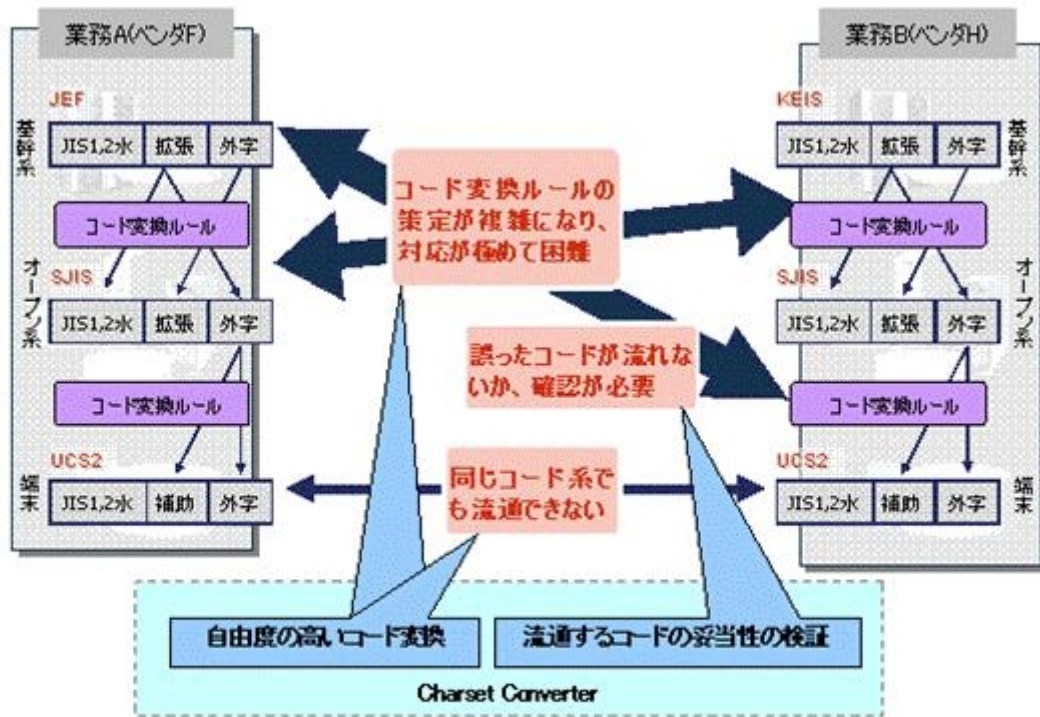 業務A(ベンダF)
業務B(ベンダH)
JEF
KEIS
基幹系
JIS1,2水
拡張
外字
JIS1,2水
拡張
外字
基幹系
コード変換ルールの
策定が複雑になり、
対応が極めて困難
コード変換ルール
コード変換ルール
オープン系
SJIS
SJIS
オープン系
JIS1,2水
拡張
外字
JIS1,2水
拡張
外字
誤ったコードが流れな
いか、確認が必要
コード変換ルール
コード変換ルール
UCS2
UCS2
端末
JIS1,2水
補助
外字
同じコード系で
も流通できない
JIS1,2水
補助
外字
端末
自由度の高いコード変換
流通するコードの妥当性の検証
Charset Converter